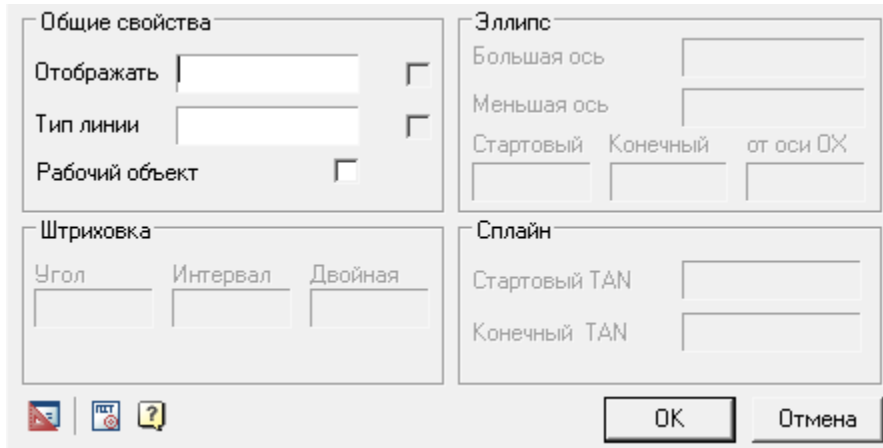 Общие свойства
Отображать
Тип линии
Рабочий объект
Эллипс
Большая ось
Меньшая ось
Стартовый Конечный от оси OX
Штриховка
Угол Интервал Двойная
Сплайн
Стартовый TAN
Конечный TAN
OK Отмена